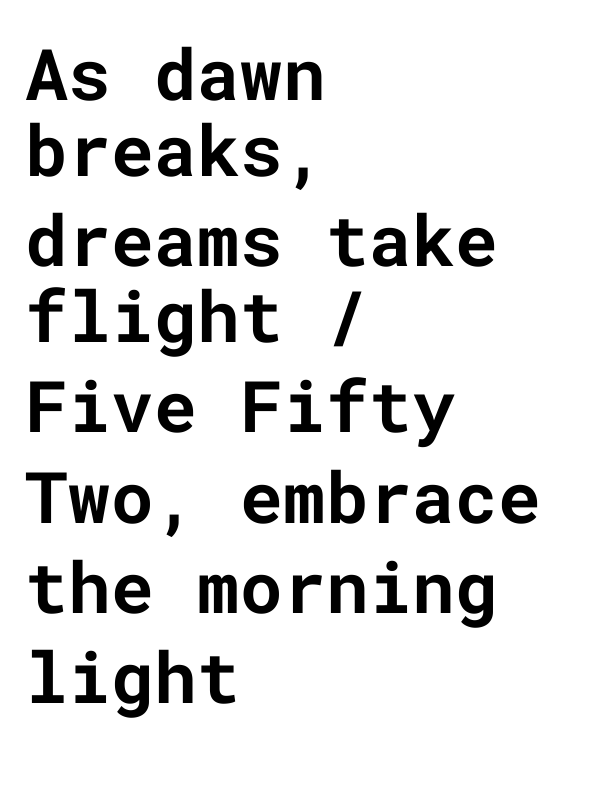 As dawn
breaks,
dreams take
flight /
Five Fifty
Two, embrace
the morning
light